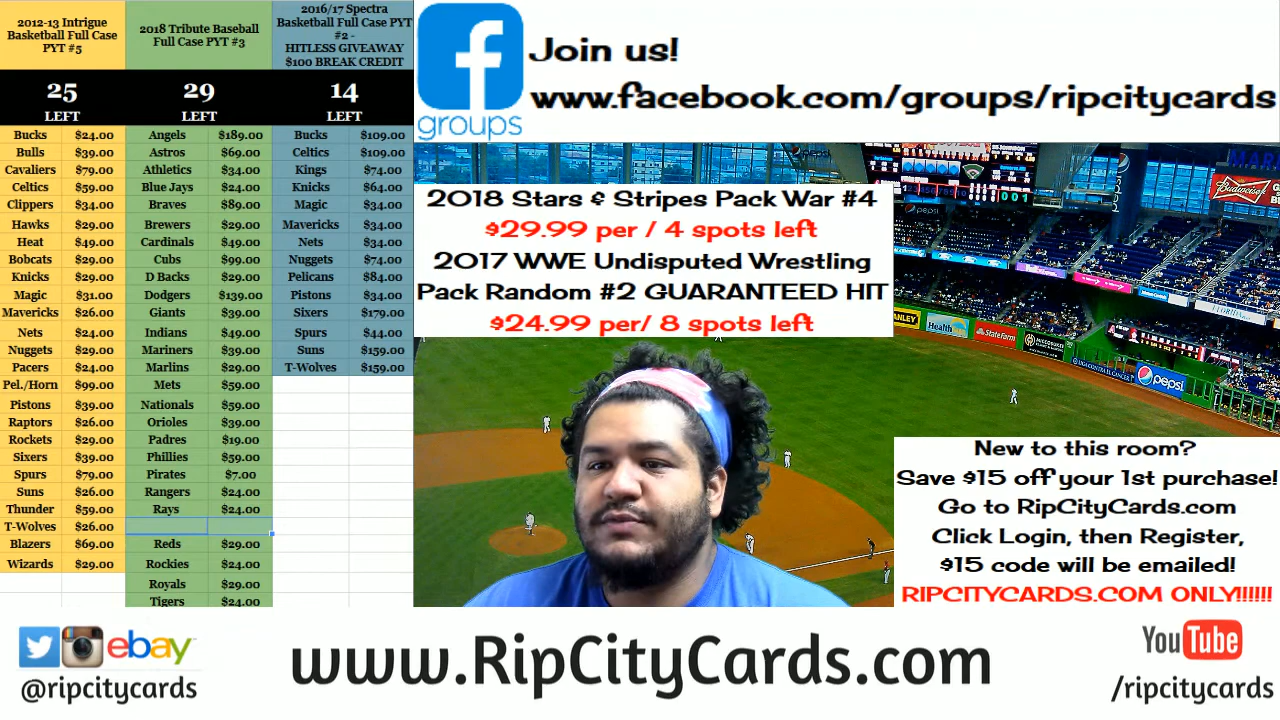 2012-13 Intrigue
Basketball Full Case
PYT #5
2018 Tribute Baseball
Full Case PYT #3
2016/17 Spectra
Basketball Full Case PYT
#2 -
HITLESS GIVEAWAY
$100 BREAK CREDIT
25 29 14
LEFT LEFT LEFT
Bucks $24.00 Angels $189.00 Bucks $109.00
Bulls $39.00 Astros $69.00 Celtics $109.00
Cavaliers $79.00 Athletics $34.00 Kings $74.00
Celtics $59.00 Blue Jays $24.00 Knicks $64.00
Clippers $34.00 Braves $89.00 Magic $34.00
Hawks $29.00 Brewers $29.00 Mavericks $34.00
Heat $49.00 Cardinals $49.00 Nets $34.00
Bobcats $29.00 Cubs $99.00 Nuggets $74.00
Knicks $29.00 D Backs $29.00 Pelicans $84.00
Magic $31.00 Dodgers $139.00 Pistons $34.00
Mavericks $26.00 Giants $39.00 Sixers $179.00
Nets $24.00 Indians $49.00 Spurs $44.00
Nuggets $29.00 Mariners $39.00 Suns $159.00
Pacers $24.00 Marlins $29.00 T-Wolves $159.00
Pel./Horn $99.00 Mets $59.00
Pistons $39.00 Nationals $59.00
Raptors $26.00 Orioles $39.00
Rockets $29.00 Padres $19.00
Sixers $39.00 Phillies $59.00
Spurs $79.00 Pirates $7.00
Suns $26.00 Rangers $24.00
Thunder $59.00 Rays $24.00
T-Wolves $26.00
Blazers $69.00 Reds $29.00
Wizards $29.00 Rockies $24.00
Royals $29.00
Tigers $24.00
groups
Join us!
www.facebook.com/groups/ripcitycards
2018 Stars & Stripes Pack War #4
$29.99 per / 4 spots left
2017 WWE Undisputed Wrestling
Pack Random #2 GUARANTEED HIT
$24.99 per/ 8 spots left
Budweiser
pepsi
Health
StateFarm
pepsi
New to this room?
Save $15 off your 1st purchase!
Go to RipCityCards.com
Click Login, then Register,
$15 code will be emailed!
RIPCITYCARDS.COM ONLY!!!!!!
ebay
@ripcitycards
www.RipCityCards.com
YouTube
/ripcitycards